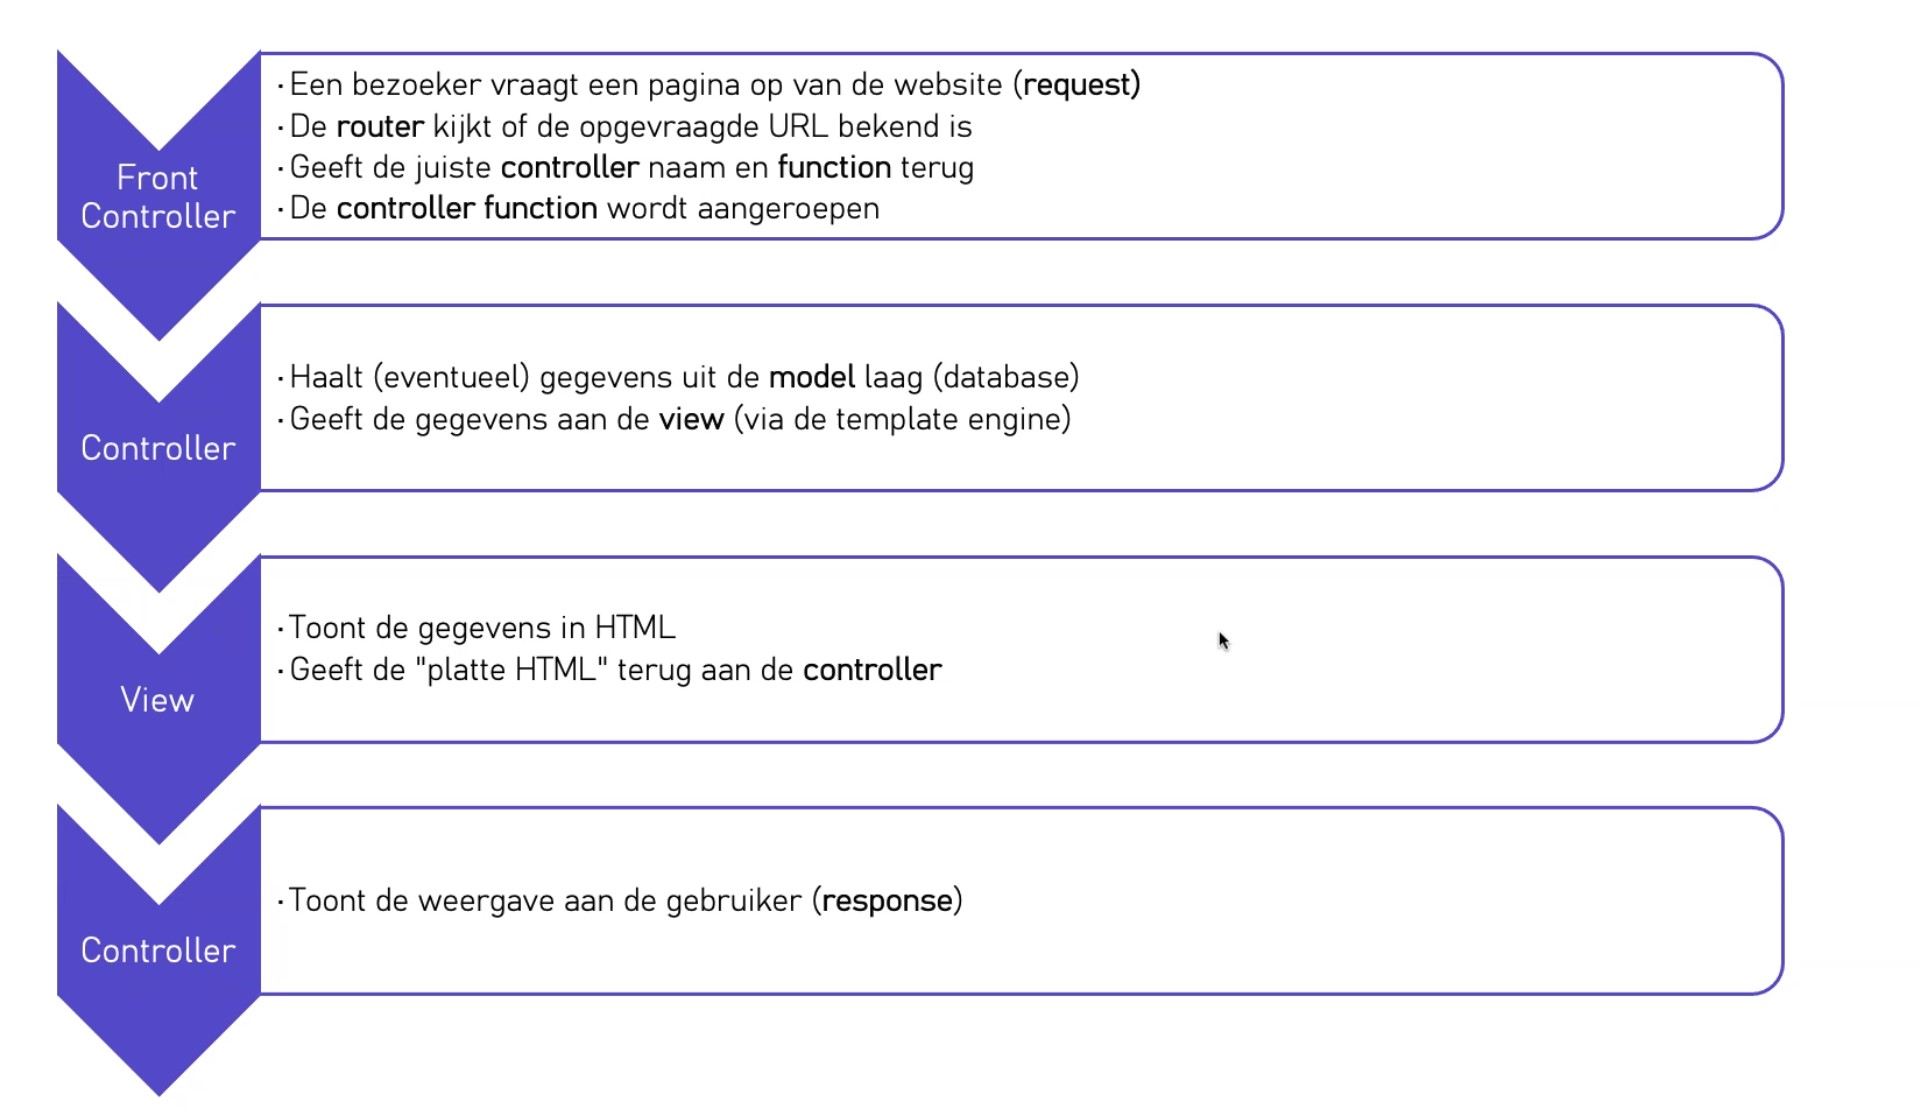 Front
Controller
· Een bezoeker vraagt een pagina op van de website (request)
· De router kijkt of de opgevraagde URL bekend is
· Geeft de juiste controller naam en function terug
· De controller function wordt aangeroepen
Controller
· Haalt (eventueel) gegevens uit de model laag (database)
· Geeft de gegevens aan de view (via de template engine)
View
· Toont de gegevens in HTML
· Geeft de "platte HTML" terug aan de controller
Controller
· Toont de weergave aan de gebruiker (response)